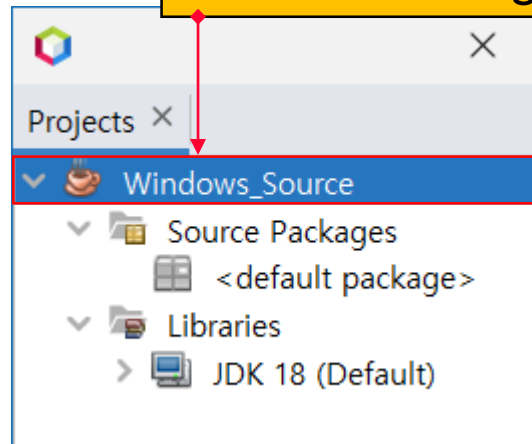 Projects
Windows_Source
Source Packages
<default package>
Libraries
JDK 18 (Default)